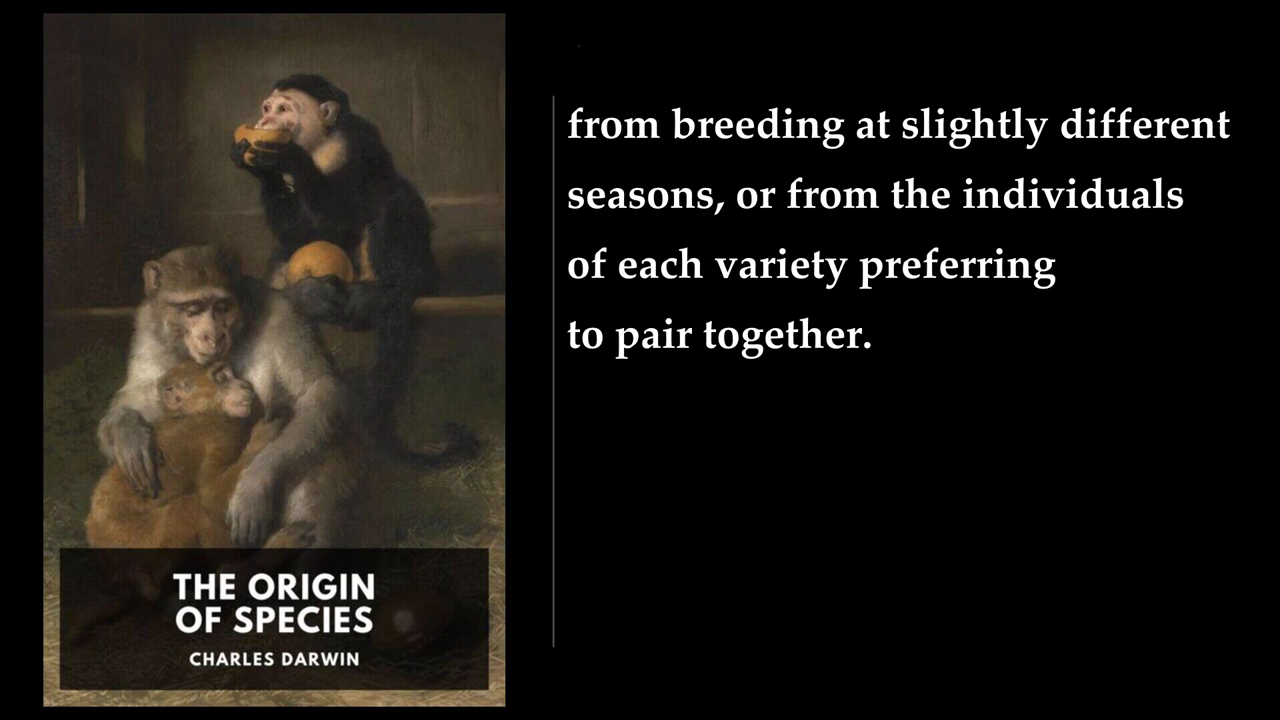 THE ORIGIN
OF SPECIES
CHARLES DARWIN
from breeding at slightly different
seasons, or from the individuals
of each variety preferring
to pair together.